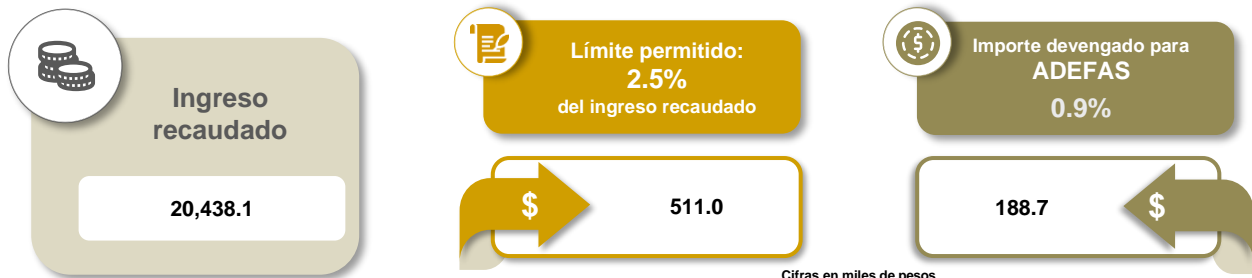 Ingreso
recaudado
20,438.1
Límite permitido:
2.5%
del ingreso recaudado
$
511.0
Importe devengado para
ADEFAS
0.9%
188.7
$
Cifras en miles de pesos